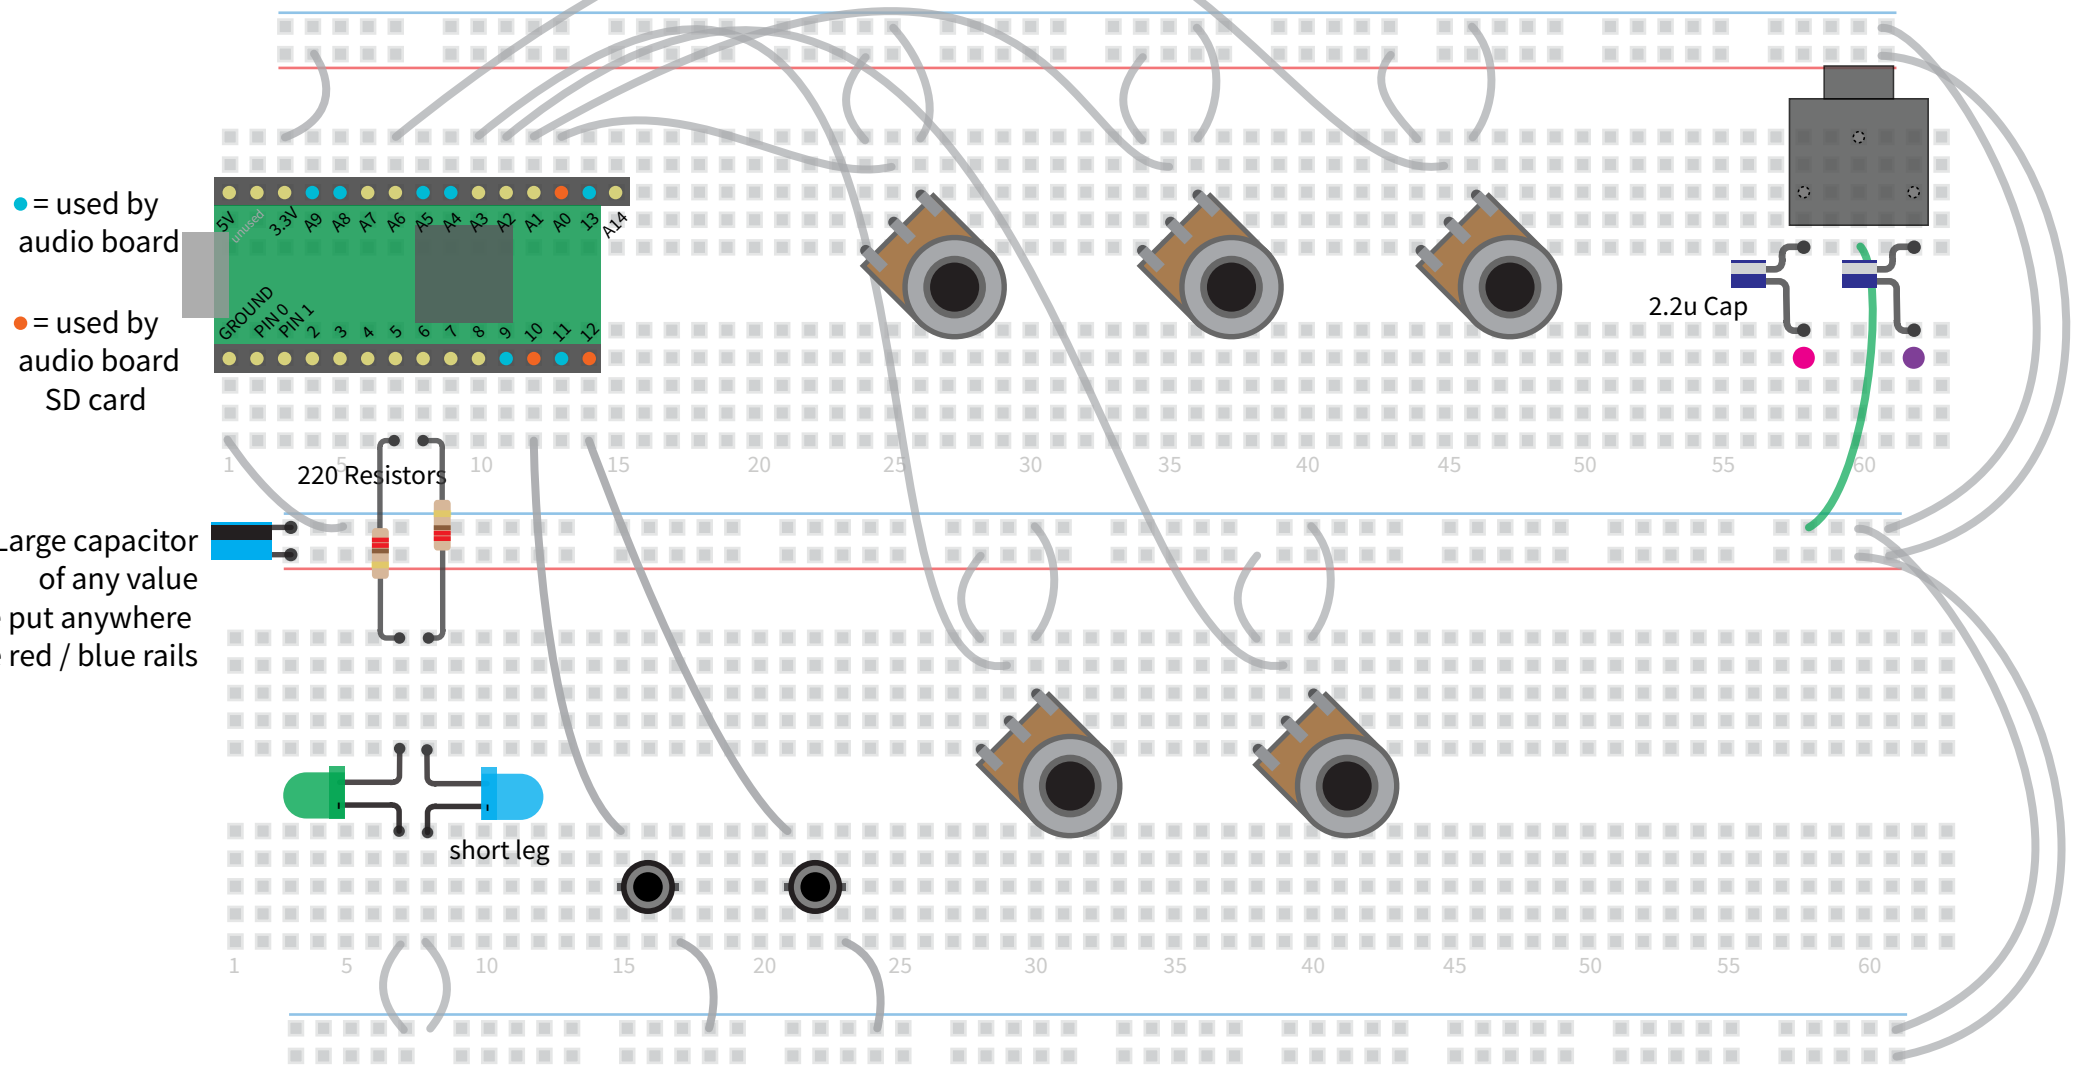 = used by
audio board
= used by
audio board
SD card
5V
unused
3.3V
A9
A8
A7
A6
A5
A4
A3
A2
A1
A0
13
A14
GROUND
PIN 0
PIN 1
2
3
4
5
6
7
8
9
10
11
12
2.2u Cap
1 5 10 15 20 25 30 35 40 45 50 55 60
220 Resistors
Large capacitor
of any value
put anywhere
red / blue rails
short leg
1 5 10 15 20 25 30 35 40 45 50 55 60